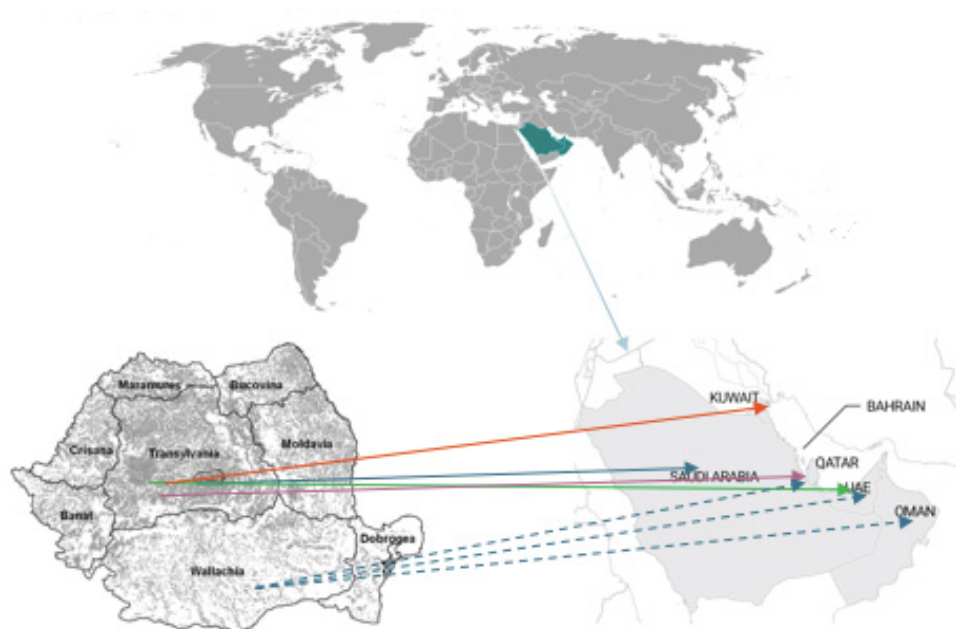 Maramures
Bucovina
Crisana
Transylvania
Moldavia
Banat
Wallachia
Dobrogea
KUWAIT
BAHRAIN
QATAR
SAUDI ARABIA
UAE
OMAN